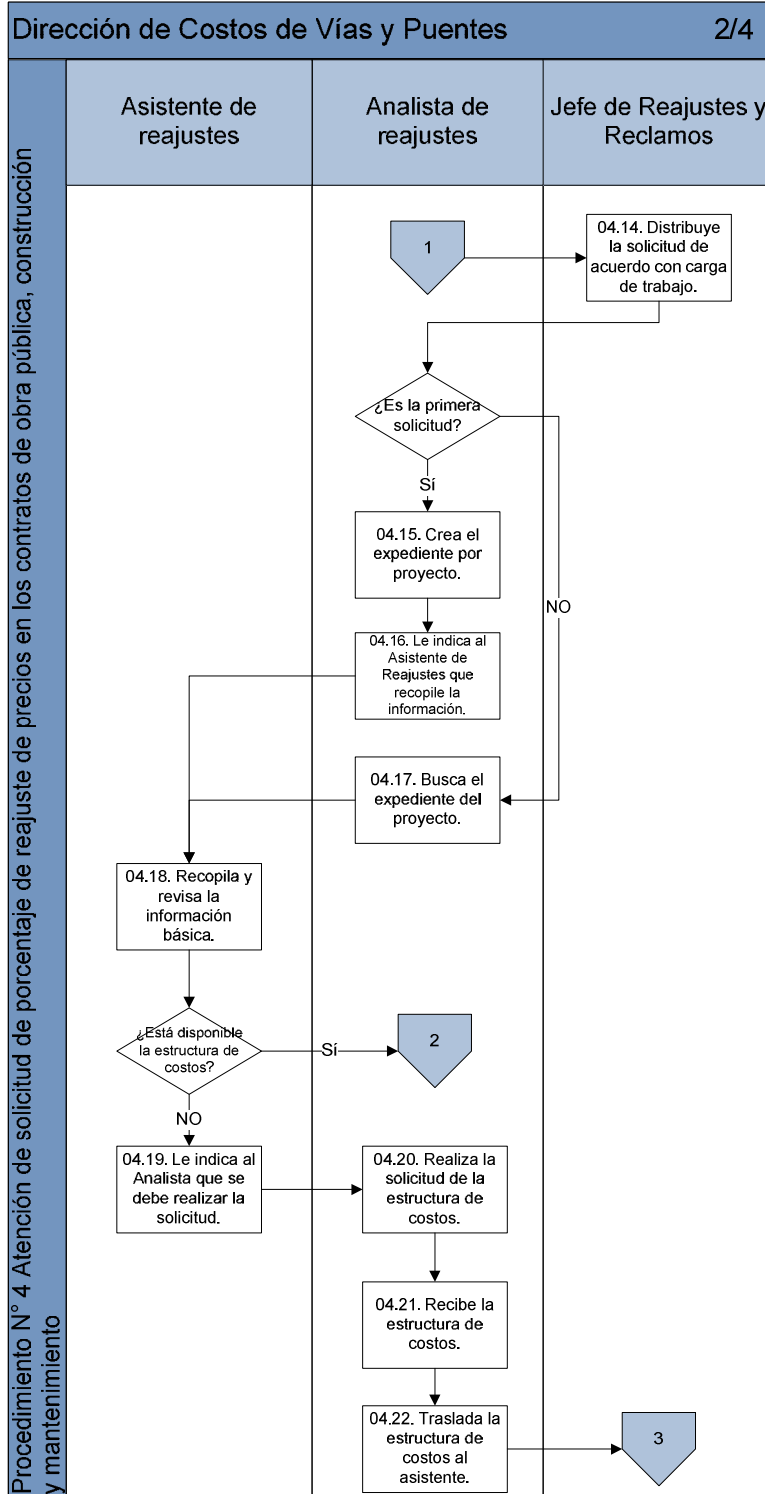 Dirección de Costos de Vías y Puentes 2/4
Procedimiento N° 4 Atención de solicitud de porcentaje de reajuste de precios en los contratos de obra pública, construcción
y mantenimiento
Asistente de
reajustes
Analista de
reajustes
Jefe de Reajustes y
Reclamos
1
04.14. Distribuye
la solicitud de
acuerdo con carga
de trabajo.
¿Es la primera
solicitud?
Sí
NO
04.15. Crea el
expediente por
proyecto.
04.16. Le indica al
Asistente de
Reajustes que
recopile la
información.
04.17. Busca el
expediente del
proyecto.
04.18. Recopila y
revisa la
información
básica.
¿Está disponible
la estructura de
costos?
Sí
2
NO
04.19. Le indica al
Analista que se
debe realizar la
solicitud.
04.20. Realiza la
solicitud de la
estructura de
costos.
04.21. Recibe la
estructura de
costos.
04.22. Traslada la
estructura de
costos al
asistente.
3